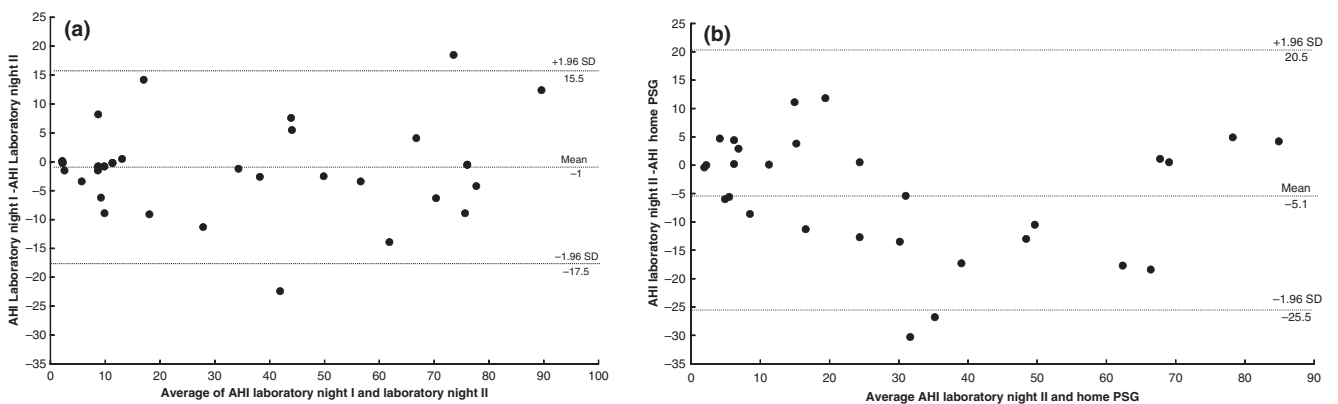 (a)
AHI Laboratory night I -AHI Laboratory night II
25
20
15
10
5
0
−5
−10
−15
−20
−25
−30
−35
+1.96 SD
15.5
Mean
−1
−1.96 SD
−17.5
0 10 20 30 40 50 60 70 80 90 100
Average of AHI laboratory night I and laboratory night II
(b)
AHI laboratory night II -AHI home PSG
25
20
15
10
5
0
−5
−10
−15
−20
−25
−30
−35
+1.96 SD
20.5
Mean
−5.1
−1.96 SD
−25.5
0 10 20 30 40 50 60 70 80 90
Average AHI laboratory night II and home PSG